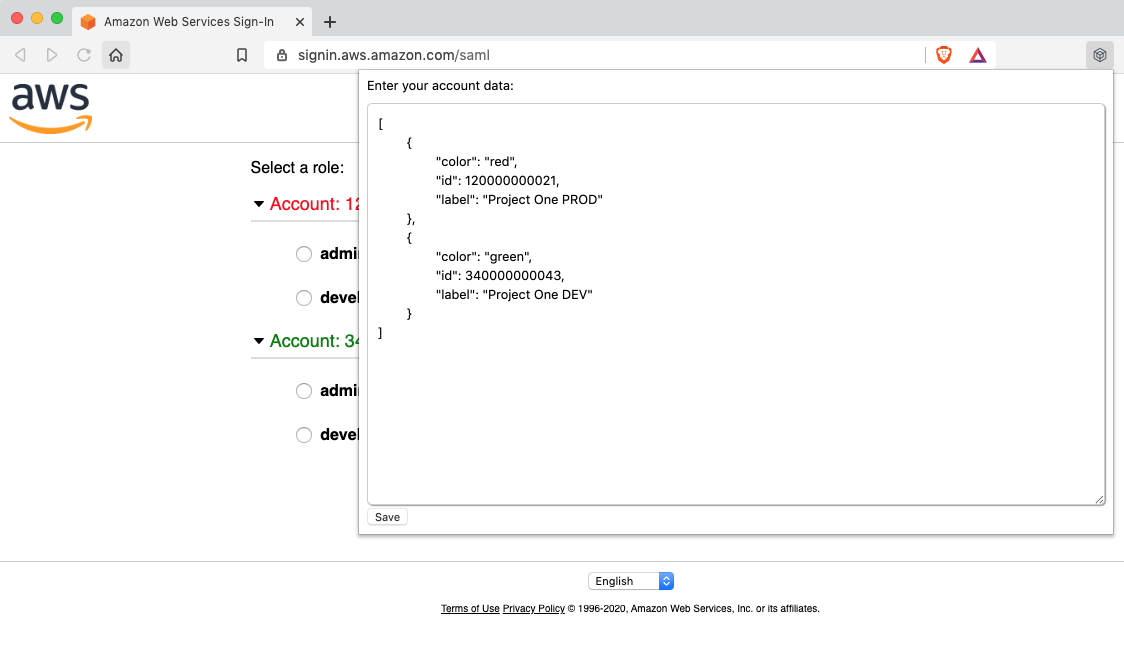 Amazon Web Services Sign-In
signin.aws.amazon.com/saml
aws
Enter your account data:
[
{
"color": "red",
"id": 120000000021,
"label": "Project One PROD"
},
{
"color": "green",
"id": 340000000043,
"label": "Project One DEV"
}
]
Save
Select a role:
Account: 12
admi
devel
Account: 34
admi
devel
English
Terms of Use Privacy Policy © 1996-2020, Amazon Web Services, Inc. or its affiliates.